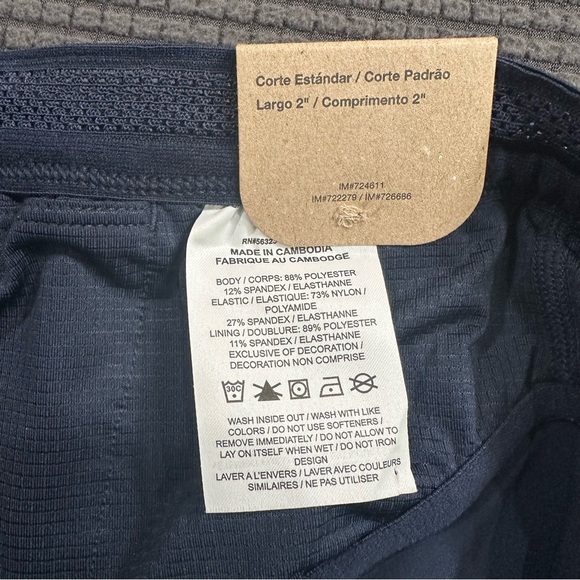 Corte Estándar / Corte Padrão
Largo 2" / Comprimento 2"
IM#724611
IM#722279 / IM#726686
MADE IN CAMBODIA
FABRIQUE AU CAMBODGE
BODY / CORPS: 88% POLYESTER
12% SPANDEX / ELASTHANNE
ELASTIC / ELASTIQUE: 73% NYLON /
POLYAMIDE
27% SPANDEX / ELASTHANNE
LINING / DOUBLURE: 89% POLYESTER
11% SPANDEX / ELASTHANNE
EXCLUSIVE OF DECORATION /
DECORATION NON COMPRISE
30C
WASH INSIDE OUT / WASH WITH LIKE
COLORS / DO NOT USE SOFTENERS /
REMOVE IMMEDIATELY / DO NOT ALLOW TO
LAY ON ITSELF WHEN WET / DO NOT IRON
DESIGN
LAVER A L'ENVERS / LAVER AVEC COULEURS
SIMILAIRES / NE PAS UTILISER